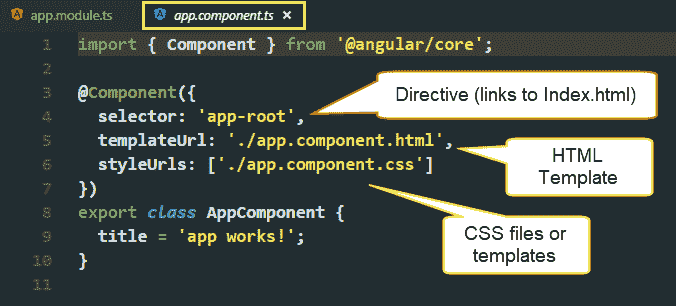 app.module.ts
app.component.ts ×
1 import { Component } from '@angular/core';
2
3 @Component({
4 selector: 'app-root',
5 templateUrl: './app.component.html',
6 styleUrls: ['./app.component.css']
7 })
8 export class AppComponent {
9 title = 'app works!';
10 }
11
Directive (links to Index.html)
HTML
Template
CSS files or
templates